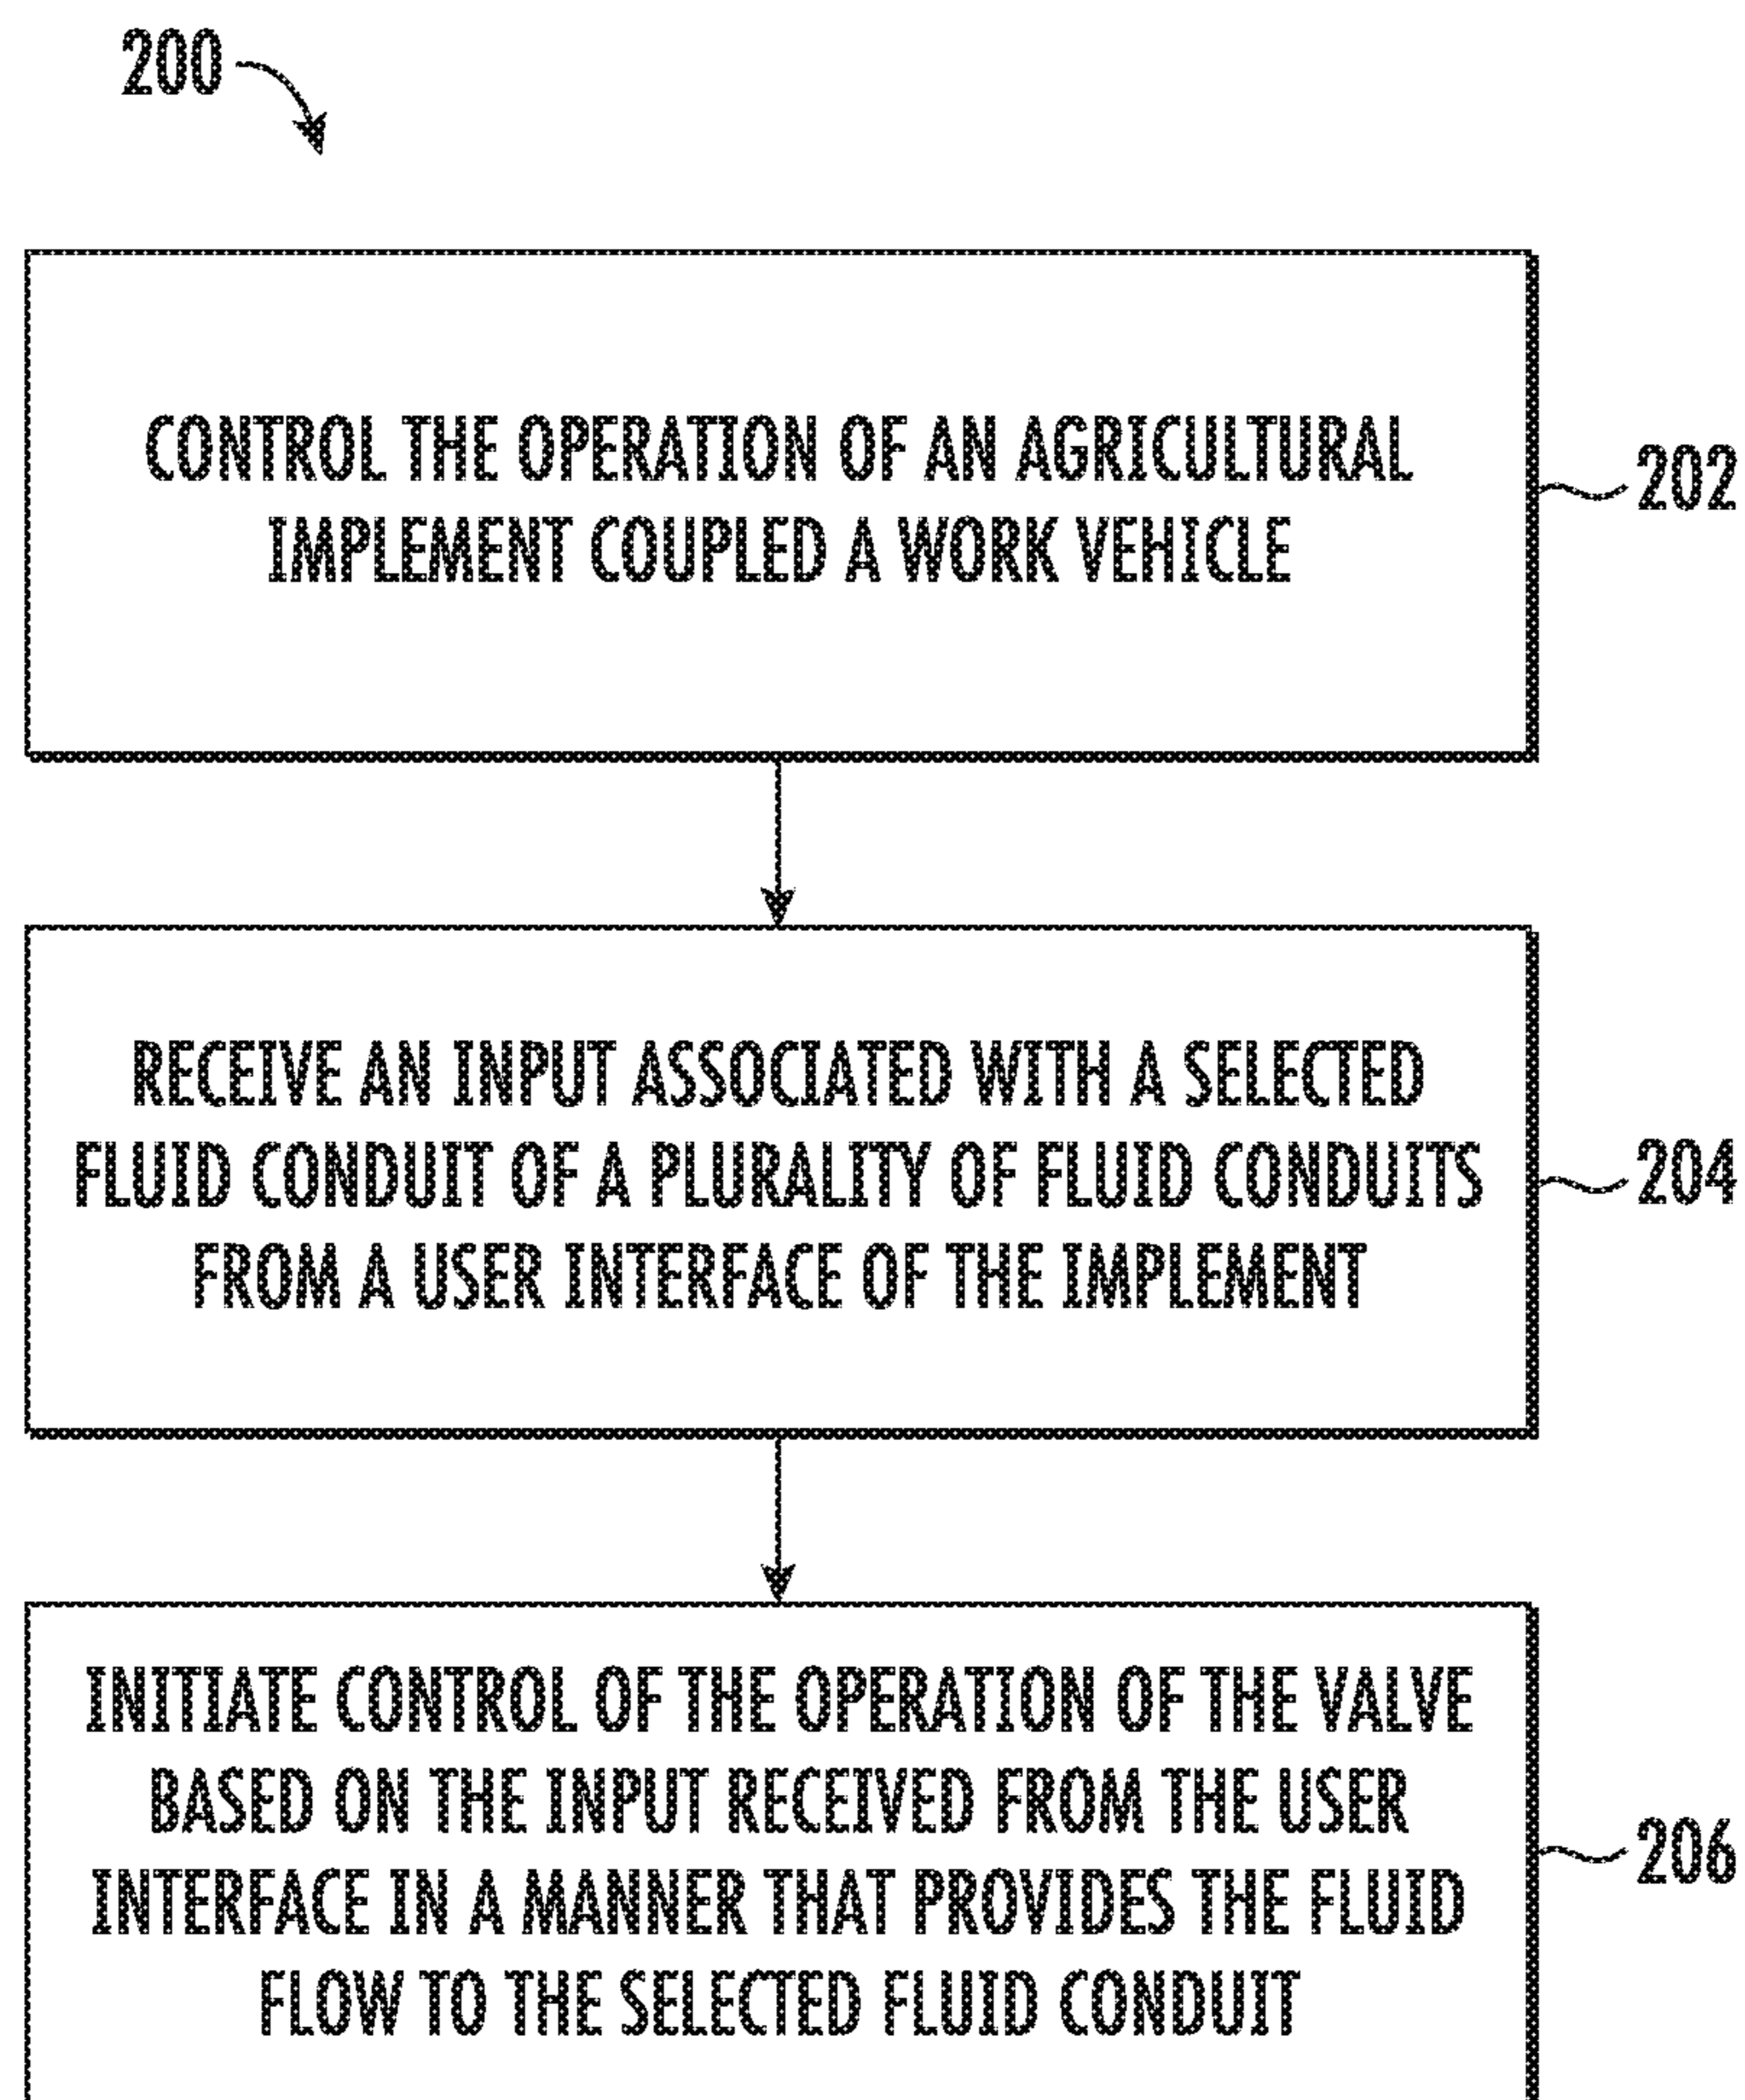 200
CONTROL THE OPERATION OF AN AGRICULTURAL
IMPLEMENT COUPLED A WORK VEHICLE
202
RECEIVE AN INPUT ASSOCIATED WITH A SELECTED
FLUID CONDUIT OF A PLURALITY OF FLUID CONDUITS
FROM A USER INTERFACE OF THE IMPLEMENT
204
INITIATE CONTROL OF THE OPERATION OF THE VALVE
BASED ON THE INPUT RECEIVED FROM THE USER
INTERFACE IN A MANNER THAT PROVIDES THE FLUID
FLOW TO THE SELECTED FLUID CONDUIT
206